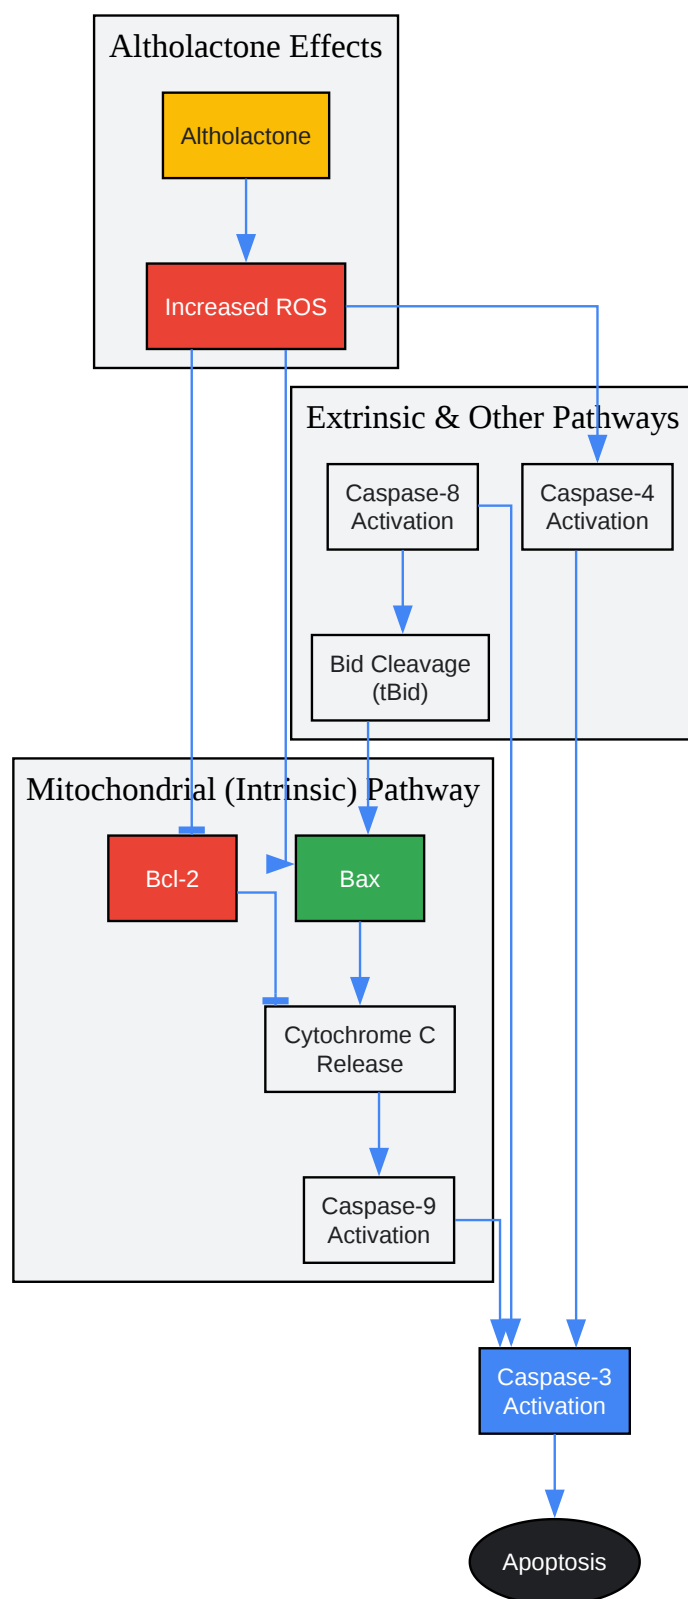 Altholactone Effects
Altholactone
Increased ROS
Extrinsic & Other Pathways
Caspase-8
Activation
Caspase-4
Activation
Bid Cleavage
(tBid)
Mitochondrial (Intrinsic) Pathway
Bcl-2
Bax
Cytochrome C
Release
Caspase-9
Activation
Caspase-3
Activation
Apoptosis